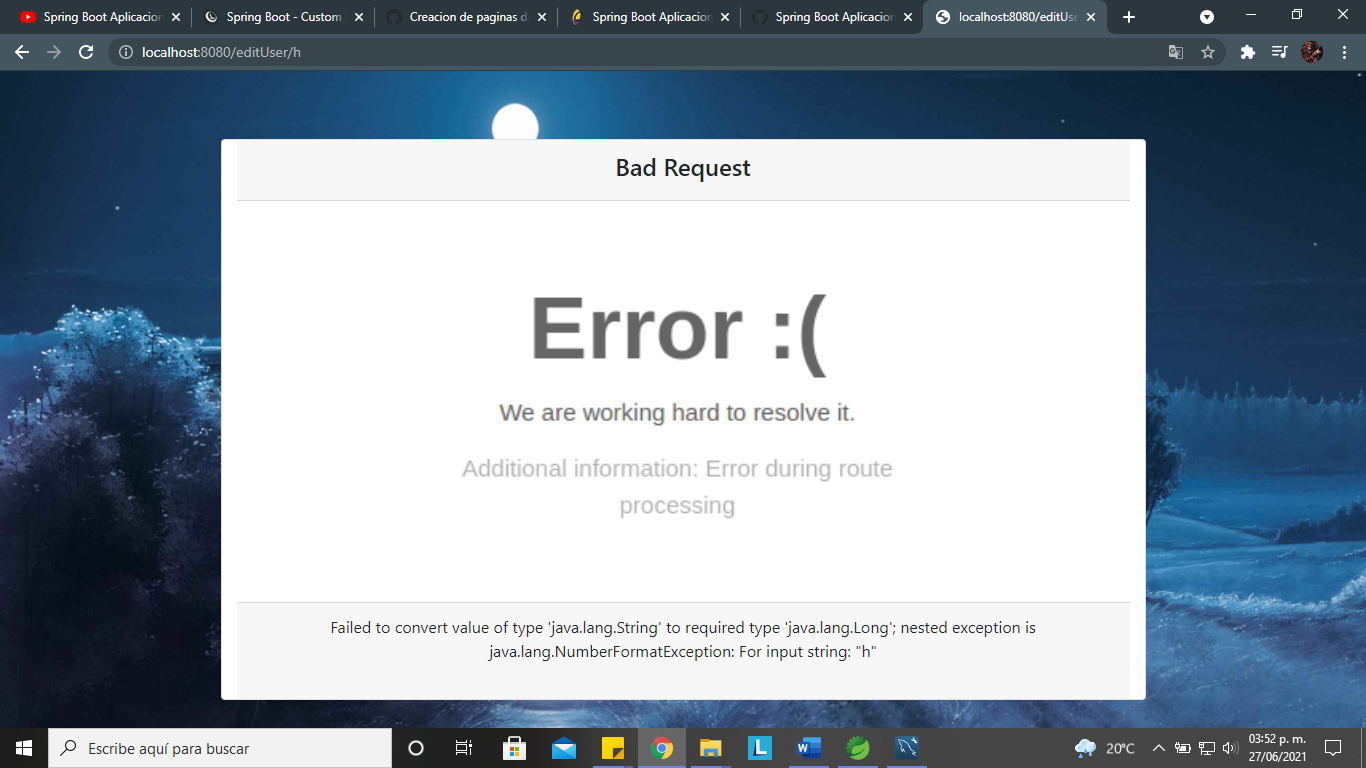 Spring Boot Aplicacion
Spring Boot - Custom
Creacion de paginas d
Spring Boot Aplicacion
Spring Boot Aplicacion
localhost:8080/editUse
localhost:8080/editUser/h
Bad Request
Error :(
We are working hard to resolve it.
Additional information: Error during route
processing
Failed to convert value of type 'java.lang.String' to required type 'java.lang.Long'; nested exception is
java.lang.NumberFormatException: For input string: "h"
Escribe aquí para buscar
L
W
20°C
03:52 p. m.
27/06/2021